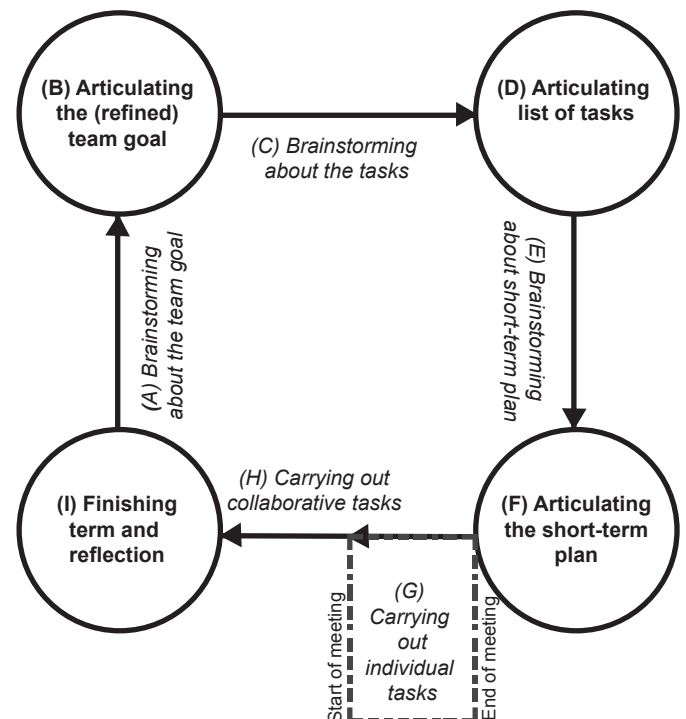 (B) Articulating
the (refined)
team goal
(C) Brainstorming
about the tasks
(D) Articulating
list of tasks
(E) Brainstorming
about short-term
plan
(F) Articulating
the short-term
plan
(G)
Carrying
out
individual
tasks
Start of meeting
End of meeting
(H) Carrying out
collaborative tasks
(I) Finishing
term and
reflection
(A) Brainstorming
about the team goal